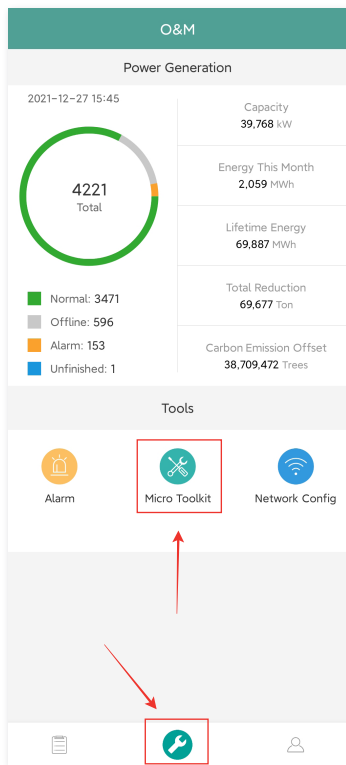 O&M
Power Generation
2021-12-27 15:45
4221
Total
Normal: 3471
Offline: 596
Alarm: 153
Unfinished: 1
Capacity
39,768 kW
Energy This Month
2,059 MWh
Lifetime Energy
69,887 MWh
Total Reduction
69,677 Ton
Carbon Emission Offset
38,709,472 Trees
Tools
Alarm
Micro Toolkit
Network Config